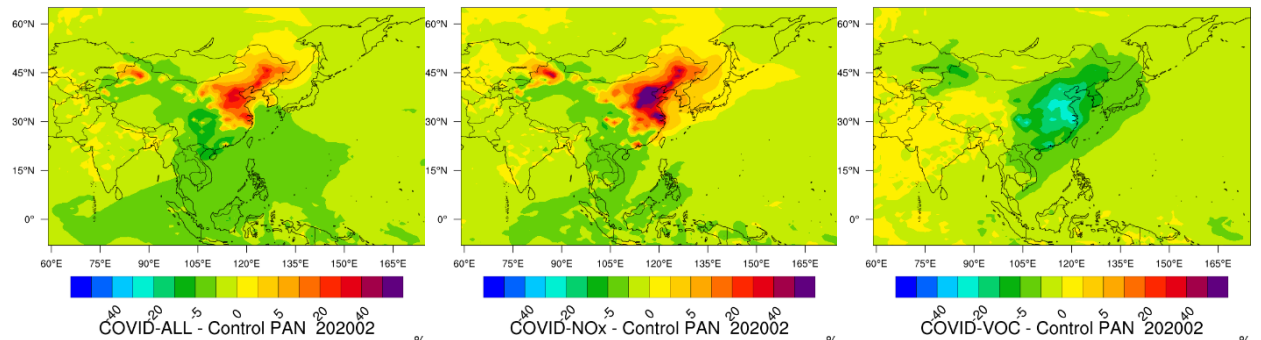 60°N 60°N 60°N
45°N 45°N 45°N
30°N 30°N 30°N
15°N 15°N 15°N
0° 0° 0°
60°E 75°E 90°E 105°E 120°E 135°E 150°E 165°E 60°E 75°E 90°E 105°E 120°E 135°E 150°E 165°E 60°E 75°E 90°E 105°E 120°E 135°E 150°E 165°E
-40 -20 -5 0 5 20 40 -40 -20 -5 0 5 20 40 -40 -20 -5 0 5 20 40
COVID-ALL - Control PAN 202002 COVID-NOx - Control PAN 202002 COVID-VOC - Control PAN 202002